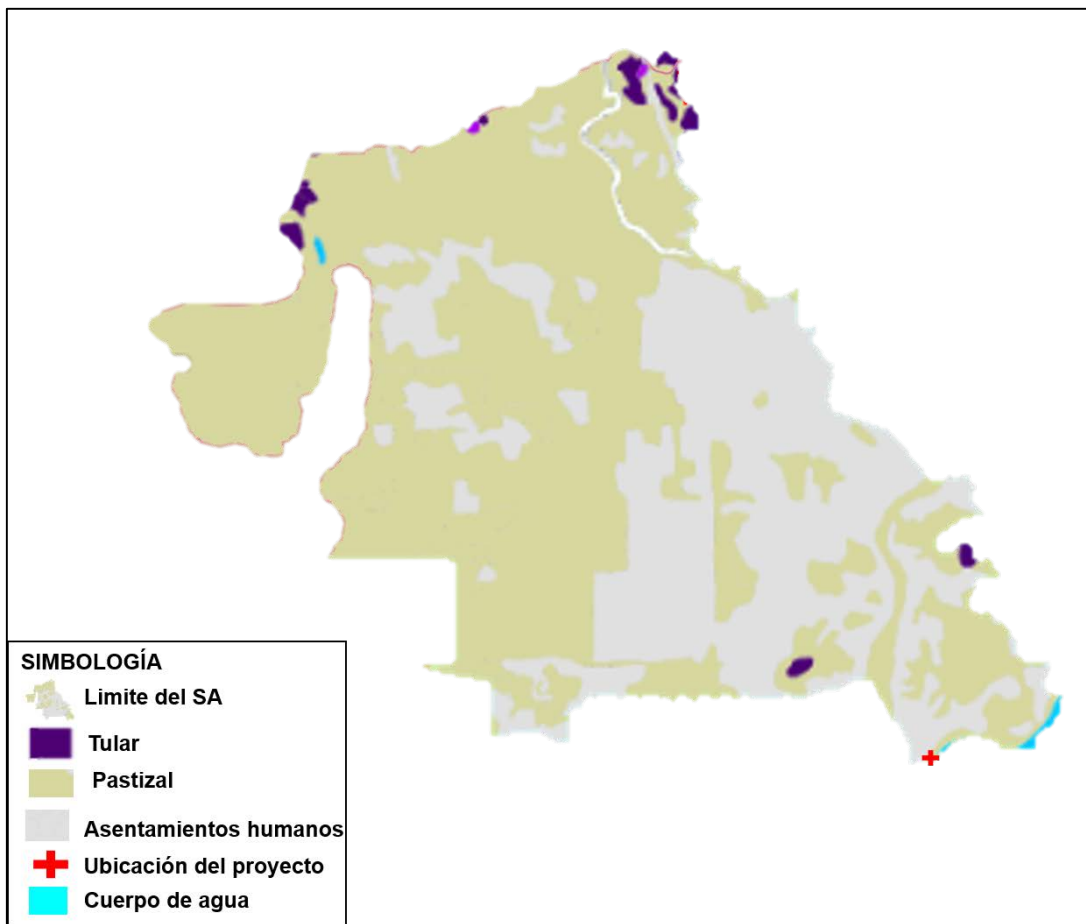 SIMBOLOGÍA
Limite del SA
Tular
Pastizal
Asentamientos humanos
Ubicación del proyecto
Cuerpo de agua